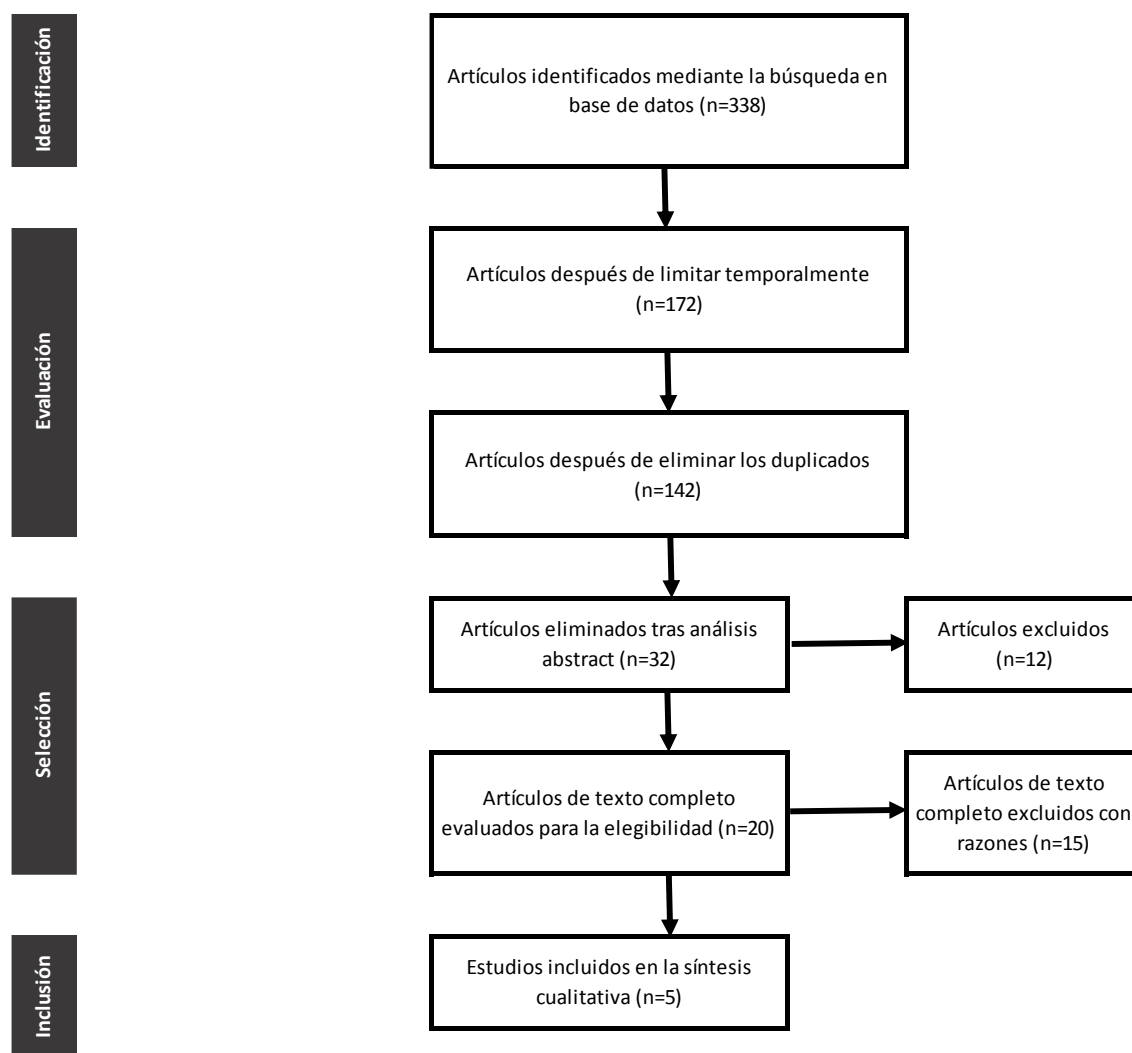 Identificación
Artículos identificados mediante la búsqueda en
base de datos (n=338)
Evaluación
Artículos después de limitar temporalmente
(n=172)
Artículos después de eliminar los duplicados
(n=142)
Selección
Artículos eliminados tras análisis
abstract (n=32)
Artículos excluidos
(n=12)
Artículos de texto completo
evaluados para la elegibilidad (n=20)
Artículos de texto
completo excluidos con
razones (n=15)
Inclusión
Estudios incluidos en la síntesis
cualitativa (n=5)